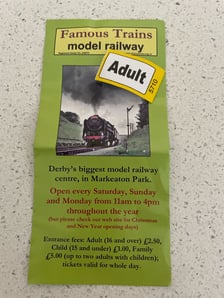 Famous Trains
model railway
Adult
5710
Derby's biggest model railway
centre, in Markeaton Park.
Open every Saturday, Sunday
and Monday from 11am to 4pm
throughout the year
(but please check our web site for Christmas
and New Year opening days)
Entrance fees: Adult (16 and over) £2.50,
Child (15 and under) £1.00, Family
£5.00 (up to two adults with children);
tickets valid for whole day.